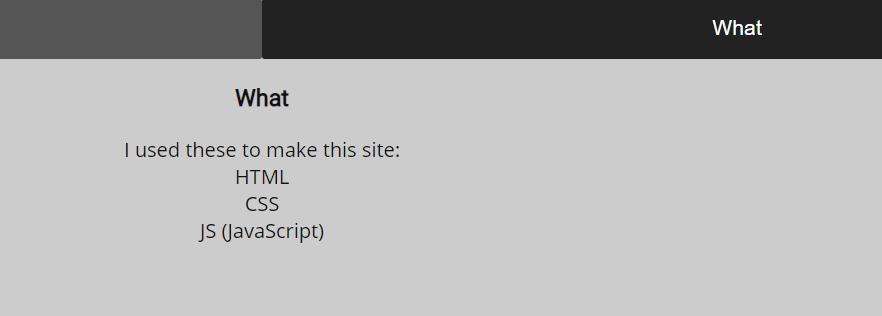 What
What
I used these to make this site:
HTML
CSS
JS (JavaScript)